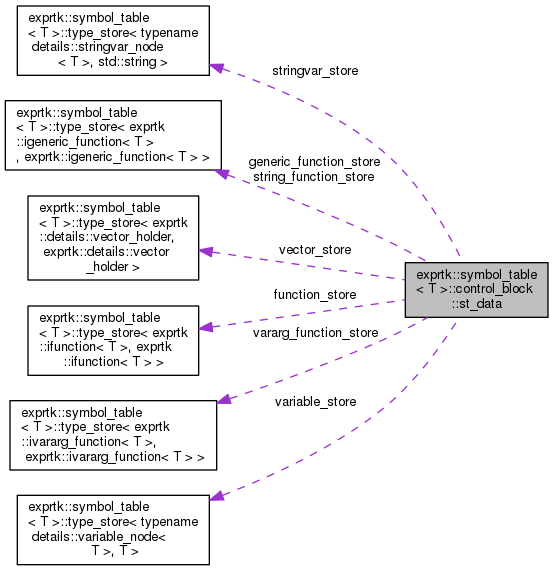 exprtk::symbol_table
< T >::type_store< typename
details::stringvar_node
< T >, std::string >
stringvar_store
exprtk::symbol_table
< T >::type_store< exprtk
::igeneric_function< T >
, exprtk::igeneric_function< T > >
generic_function_store
string_function_store
exprtk::symbol_table
< T >::type_store< exprtk
::details::vector_holder,
exprtk::details::vector
_holder >
vector_store
exprtk::symbol_table
< T >::control_block
::st_data
function_store
exprtk::symbol_table
< T >::type_store< exprtk
::ifunction< T >, exprtk
::ifunction< T > >
vararg_function_store
exprtk::symbol_table
< T >::type_store< exprtk
::ivararg_function< T >,
exprtk::ivararg_function< T > >
variable_store
exprtk::symbol_table
< T >::type_store< typename
details::variable_node<
T >, T >